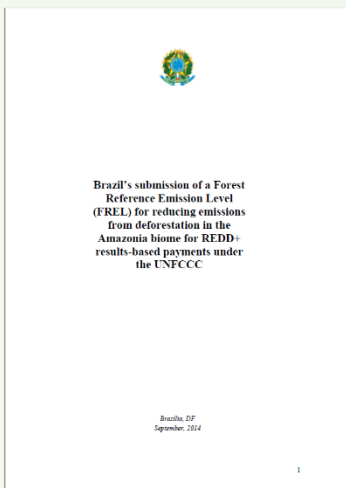 Brazil's submission of a Forest
Reference Emission Level
(FREL) for reducing emissions
from deforestation in the
Amazonia biome for REDD+
results-based payments under
the UNFCCC
Brasília, DF
September, 2014
1